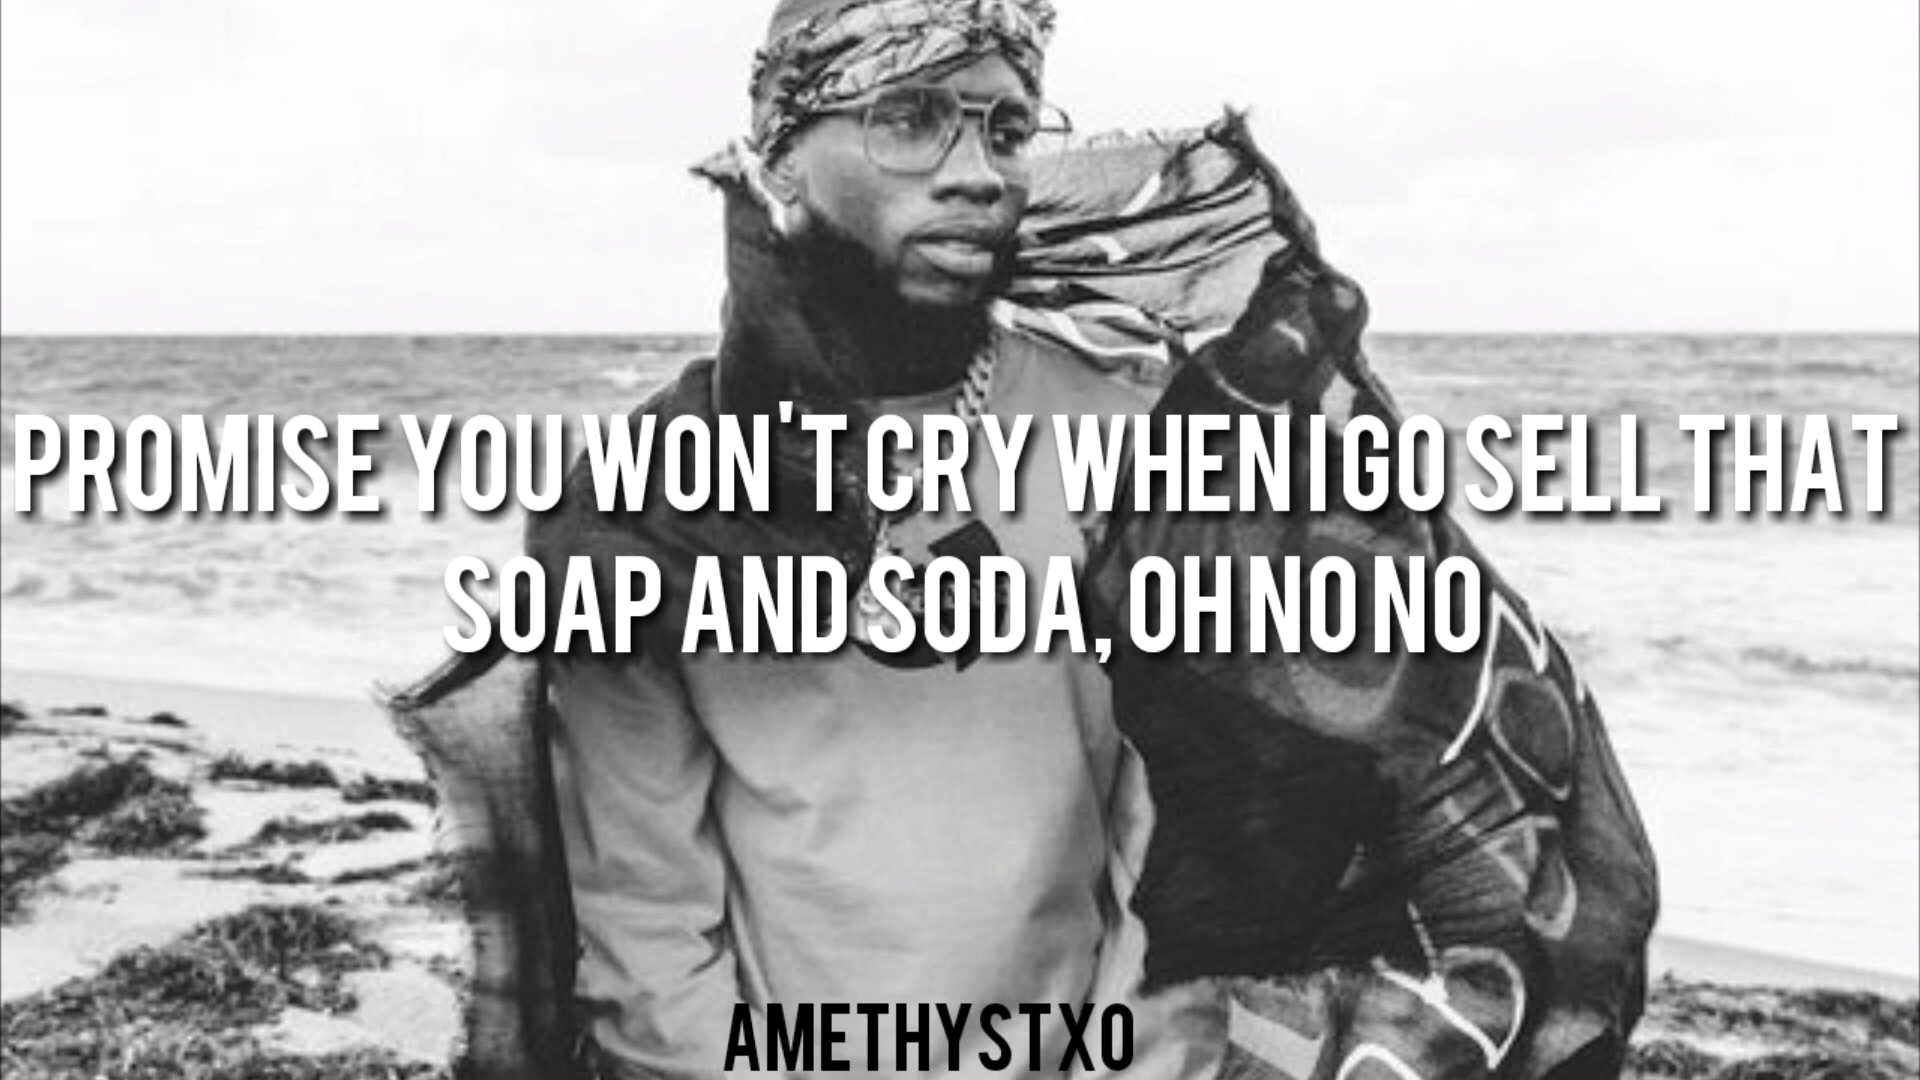 PROMISE YOU WON'T CRY WHEN I GO SELL THAT
SOAP AND SODA, OH NO NO
AMETHYSTXO